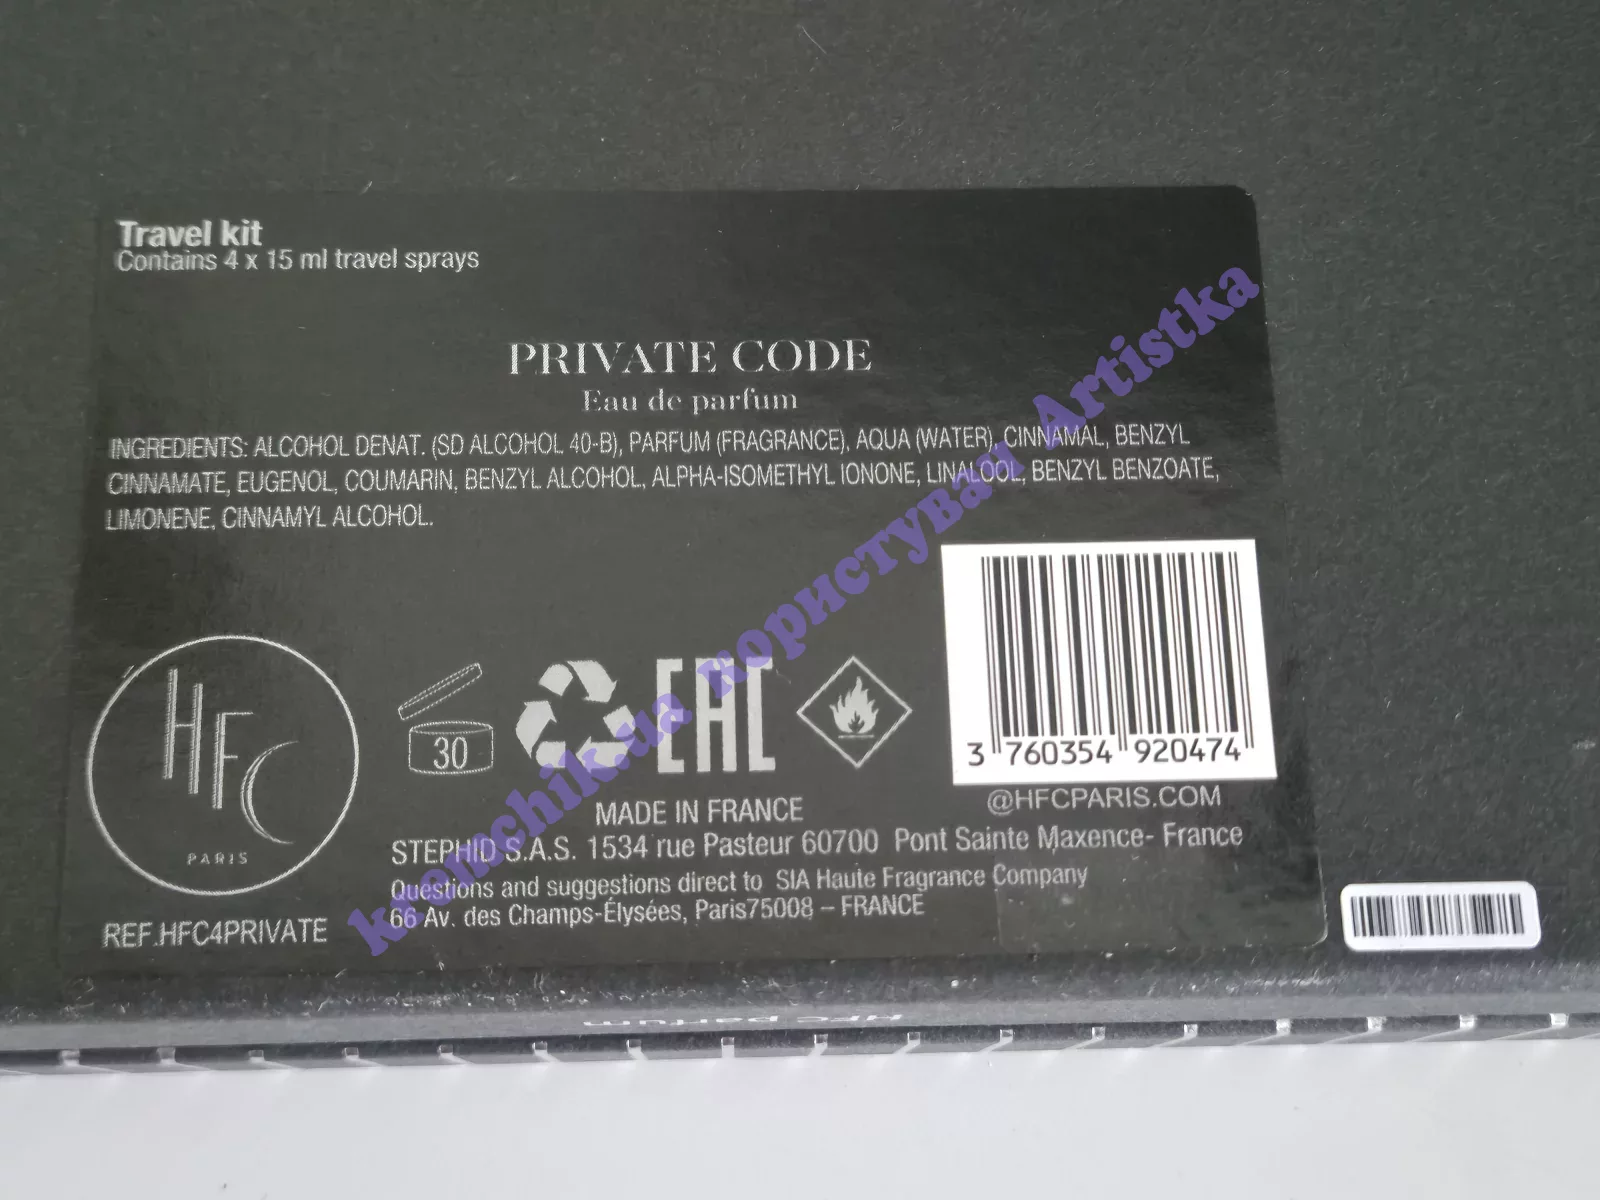 Travel kit
Contains 4 x 15 ml travel sprays
PRIVATE CODE
Eau de parfum
INGREDIENTS: ALCOHOL DENAT. (SD ALCOHOL 40-B), PARFUM (FRAGRANCE), AQUA (WATER), CINNAMAL, BENZYL
CINNAMATE, EUGENOL, COUMARIN, BENZYL ALCOHOL, ALPHA-ISOMETHYL IONONE, LINALOOL, BENZYL BENZOATE,
LIMONENE, CINNAMYL ALCOHOL.
HFC
PARIS
REF.HFC4PRIVATE
30
EAC
3 760354 920474
@HFCPARIS.COM
MADE IN FRANCE
STEPHID S.A.S. 1534 rue Pasteur 60700 Pont Sainte Maxence- France
Questions and suggestions direct to SIA Haute Fragrance Company
66 Av. des Champs-Élysées, Paris75008 – FRANCE
kremchik.ua користувач Artistka
HFC parfum